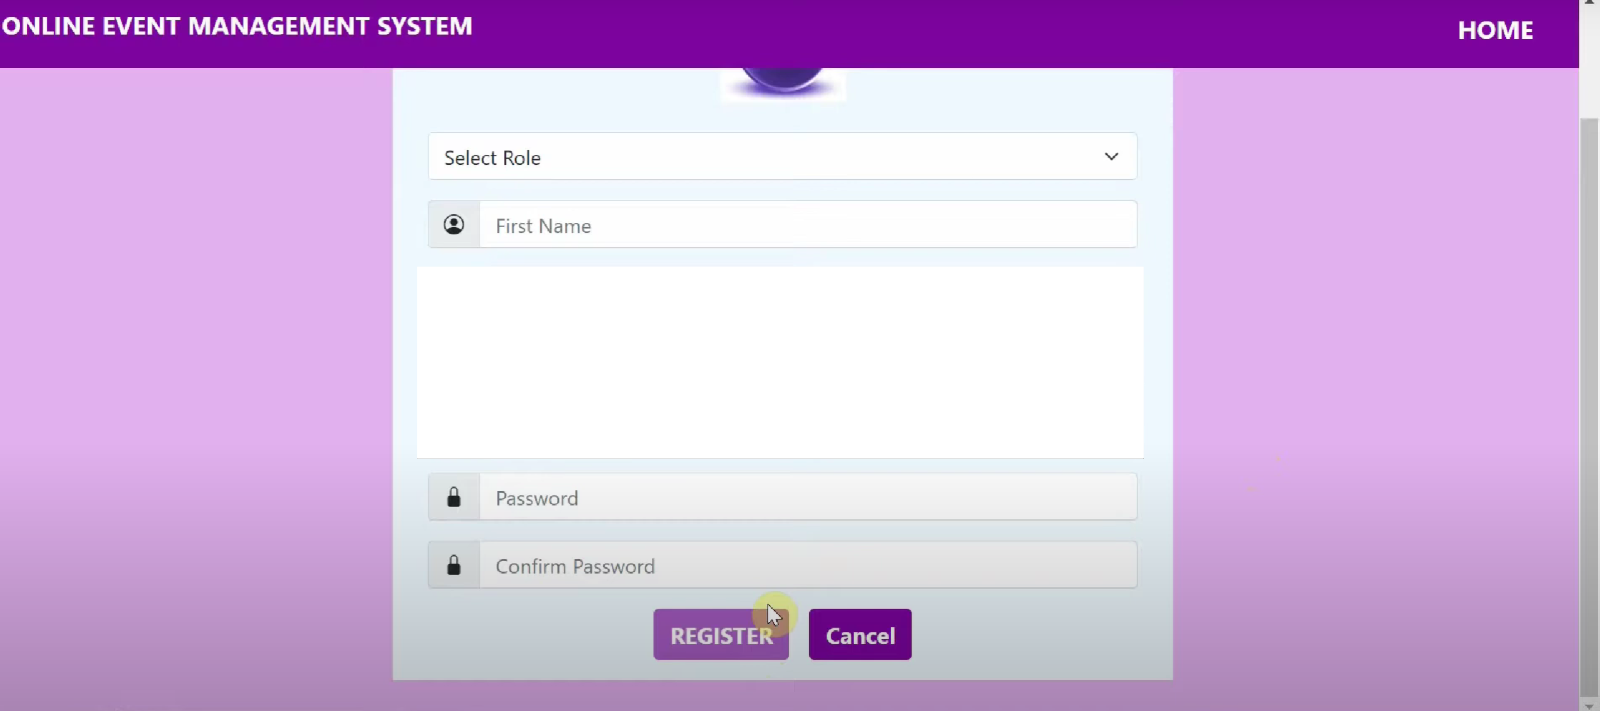 ONLINE EVENT MANAGEMENT SYSTEM
HOME
Select Role
First Name
Password
Confirm Password
REGISTER
Cancel